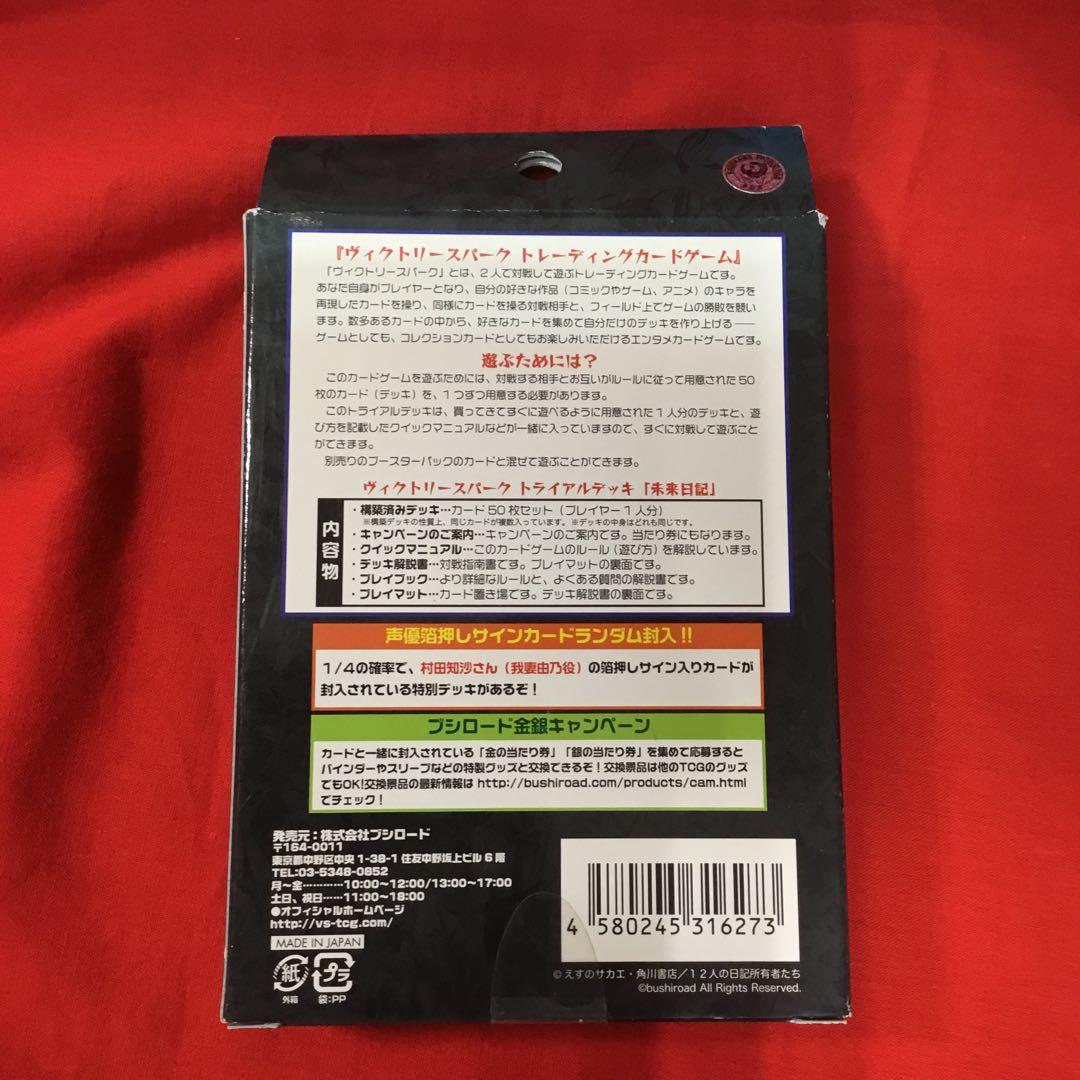 『ヴィクトリースパーク トレーディングカードゲーム』
「ヴィクトリースパーク」とは、2人で対戦して遊ぶトレーディングカードゲームです。
あなた自身がプレイヤーとなり、自分の好きな作品（コミックやゲーム、アニメ）のキャラを
再現したカードを操り、同様にカードを操る対戦相手と、フィールド上でゲームの勝敗を競い
ます。数多あるカードの中から、好きなカードを集めて自分だけのデッキを作り上げる――
ゲームとしても、コレクションカードとしてもお楽しみいただけるエンタメカードゲームです。
遊ぶためには？
このカードゲームを遊ぶためには、対戦する相手とお互いがルールに従って用意された50
枚のカード（デッキ）を、1つずつ用意する必要があります。
このトライアルデッキは、買ってきてすぐに遊べるように用意された1人分のデッキと、遊
び方を記載したクイックマニュアルなどが一緒に入っていますので、すぐに対戦して遊ぶこと
ができます。
別売りのブースターパックのカードと混ぜて遊ぶことができます。
ヴィクトリースパーク トライアルデッキ「未来日記」
内容物
・構築済みデッキ…カード50枚セット（プレイヤー1人分）
※構築デッキの性質上、同じカードが複数入っています。※デッキの中身はどれも同じです。
・キャンペーンのご案内…キャンペーンのご案内です。当たり券にもなります。
・クイックマニュアル…このカードゲームのルール（遊び方）を解説しています。
・デッキ解説書…対戦指南書です。プレイマットの裏面です。
・プレイブック…より詳細なルールと、よくある質問の解説書です。
・プレイマット…カード置き場です。デッキ解説書の裏面です。
声優箔押しサインカードランダム封入!!
1/4の確率で、村田知沙さん（我妻由乃役）の箔押しサイン入りカードが
封入されている特別デッキがあるぞ！
ブシロード金銀キャンペーン
カードと一緒に封入されている「金の当たり券」「銀の当たり券」を集めて応募すると
バインダーやスリーブなどの特製グッズと交換できるぞ！交換景品は他のTCGのグッズ
でもOK!交換景品の最新情報は http://bushiroad.com/products/cam.html
でチェック！
発売元：株式会社ブシロード
〒164-0011
東京都中野区中央1-38-1 住友中野坂上ビル6階
TEL:03-5348-0852
月～金…………10:00～12:00/13:00～17:00
土日、祝日……11:00～18:00
●オフィシャルホームページ
http://vs-tcg.com/
MADE IN JAPAN
紙
外箱
プラ
袋:PP
4 580245 316273
©えすのサカエ・角川書店／12人の日記所有者たち
©bushiroad All Rights Reserved.